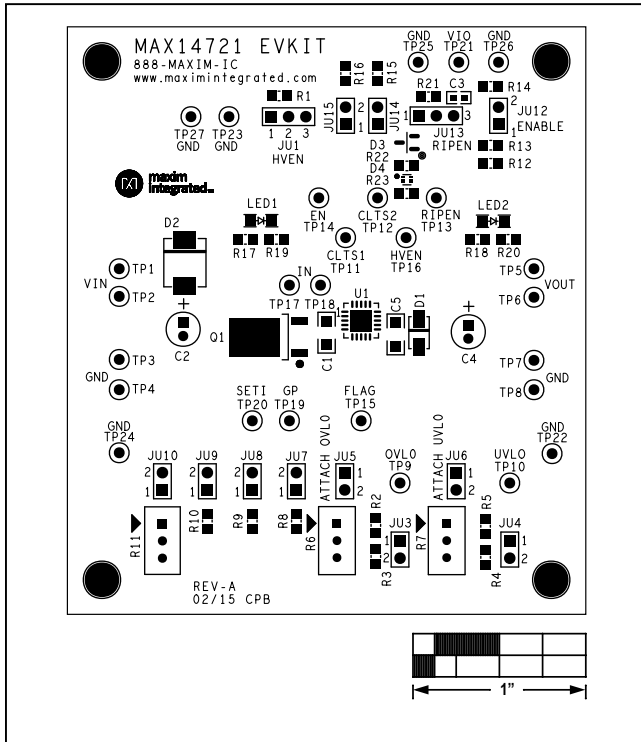 GND VIO GND
TP25 TP21 TP26
MAX14721 EVKIT
888-MAXIM-IC
www.maximintegrated.com
R16 R15
R1
R21 C3
R14
JU15 2 1
2 1 JU14
1 3
JU13
RIPEN
2 JU12
1 ENABLE
TP27 TP23
GND GND
1 2 3
JU1
HVEN
D3
R22
D4
R23
R13
R12
maxim
integrated™
LED1
EN
TP14
CLTS2
TP12
RIPEN
TP13
LED2
D2
R17 R19
CLTS1
TP11
HVEN
TP16
R18 R20
TP1
VIN
TP2
IN
TP17 TP18
TP5
VOUT
TP6
+
C2
Q1
C1
1
U1
C5
D1
+
C4
TP3
GND
TP4
TP7
GND
TP8
SETI
TP20
GP
TP19
FLAG
TP15
GND
TP24
GND
TP22
JU10 JU9 JU8 JU7
2 2 2 2
1 1 1 1
ATTACH OVLO
JU5
1
2
OVLO
TP9
ATTACH UVLO
JU6
1
2
UVLO
TP10
R11
R10
R9
R8
R6
R2
R3
JU3
1
2
R7
R5
R4
JU4
1
2
REV-A
02/15 CPB
1"